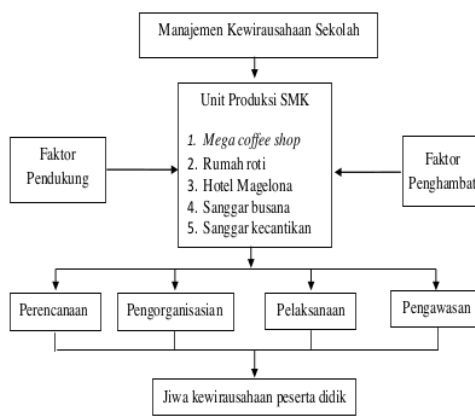 Manajemen Kewirausahaan Sekolah
Unit Produksi SMK
1. Mega coffee shop
2. Rumah roti
3. Hotel Magelona
4. Sanggar busana
5. Sanggar kecantikan
Faktor
Pendukung
Faktor
Penghambat
Perencanaan
Pengorganisasian
Pelaksanaan
Pengawasan
Jiwa kewirausahaan peserta didik